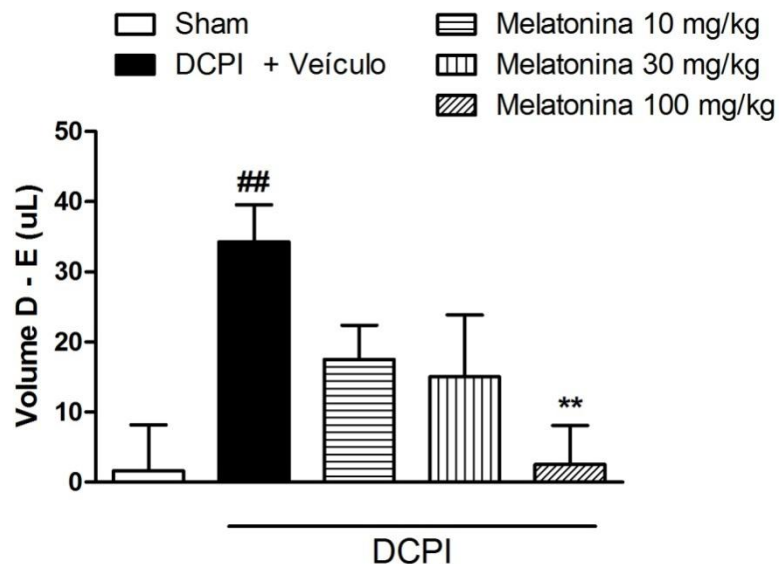 Sham
DCPI + Veículo
Melatonina 10 mg/kg
Melatonina 30 mg/kg
Melatonina 100 mg/kg
Volume D - E (uL)
50
40
30
20
10
0
##
**
DCPI